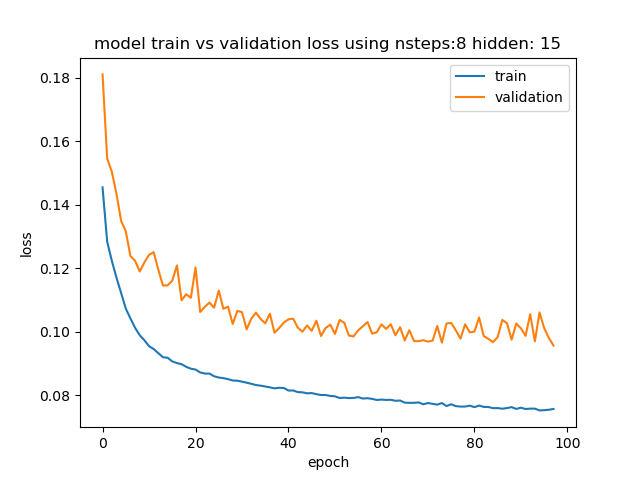 model train vs validation loss using nsteps:8 hidden: 15
train
validation
0.18
0.16
0.14
0.12
0.10
0.08
loss
0
20
40
60
80
100
epoch